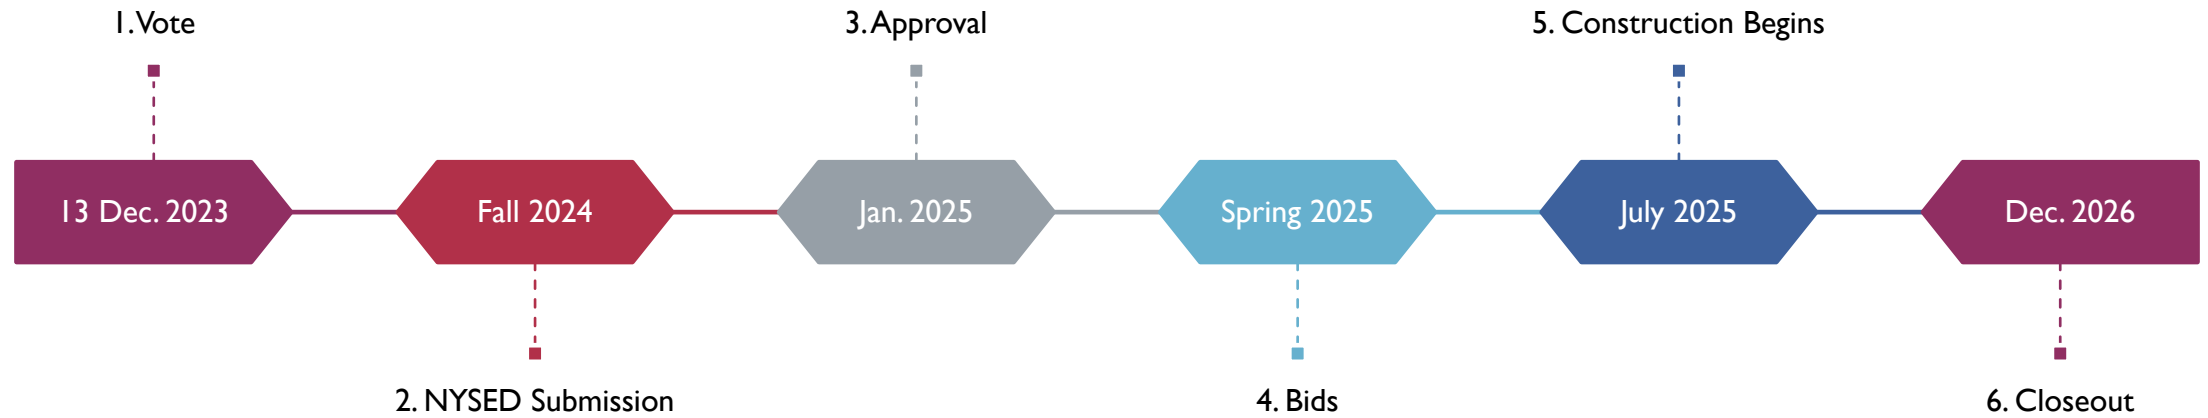 1. Vote
3. Approval
5. Construction Begins
13 Dec. 2023
Fall 2024
Jan. 2025
Spring 2025
July 2025
Dec. 2026
2. NYSED Submission
4. Bids
6. Closeout